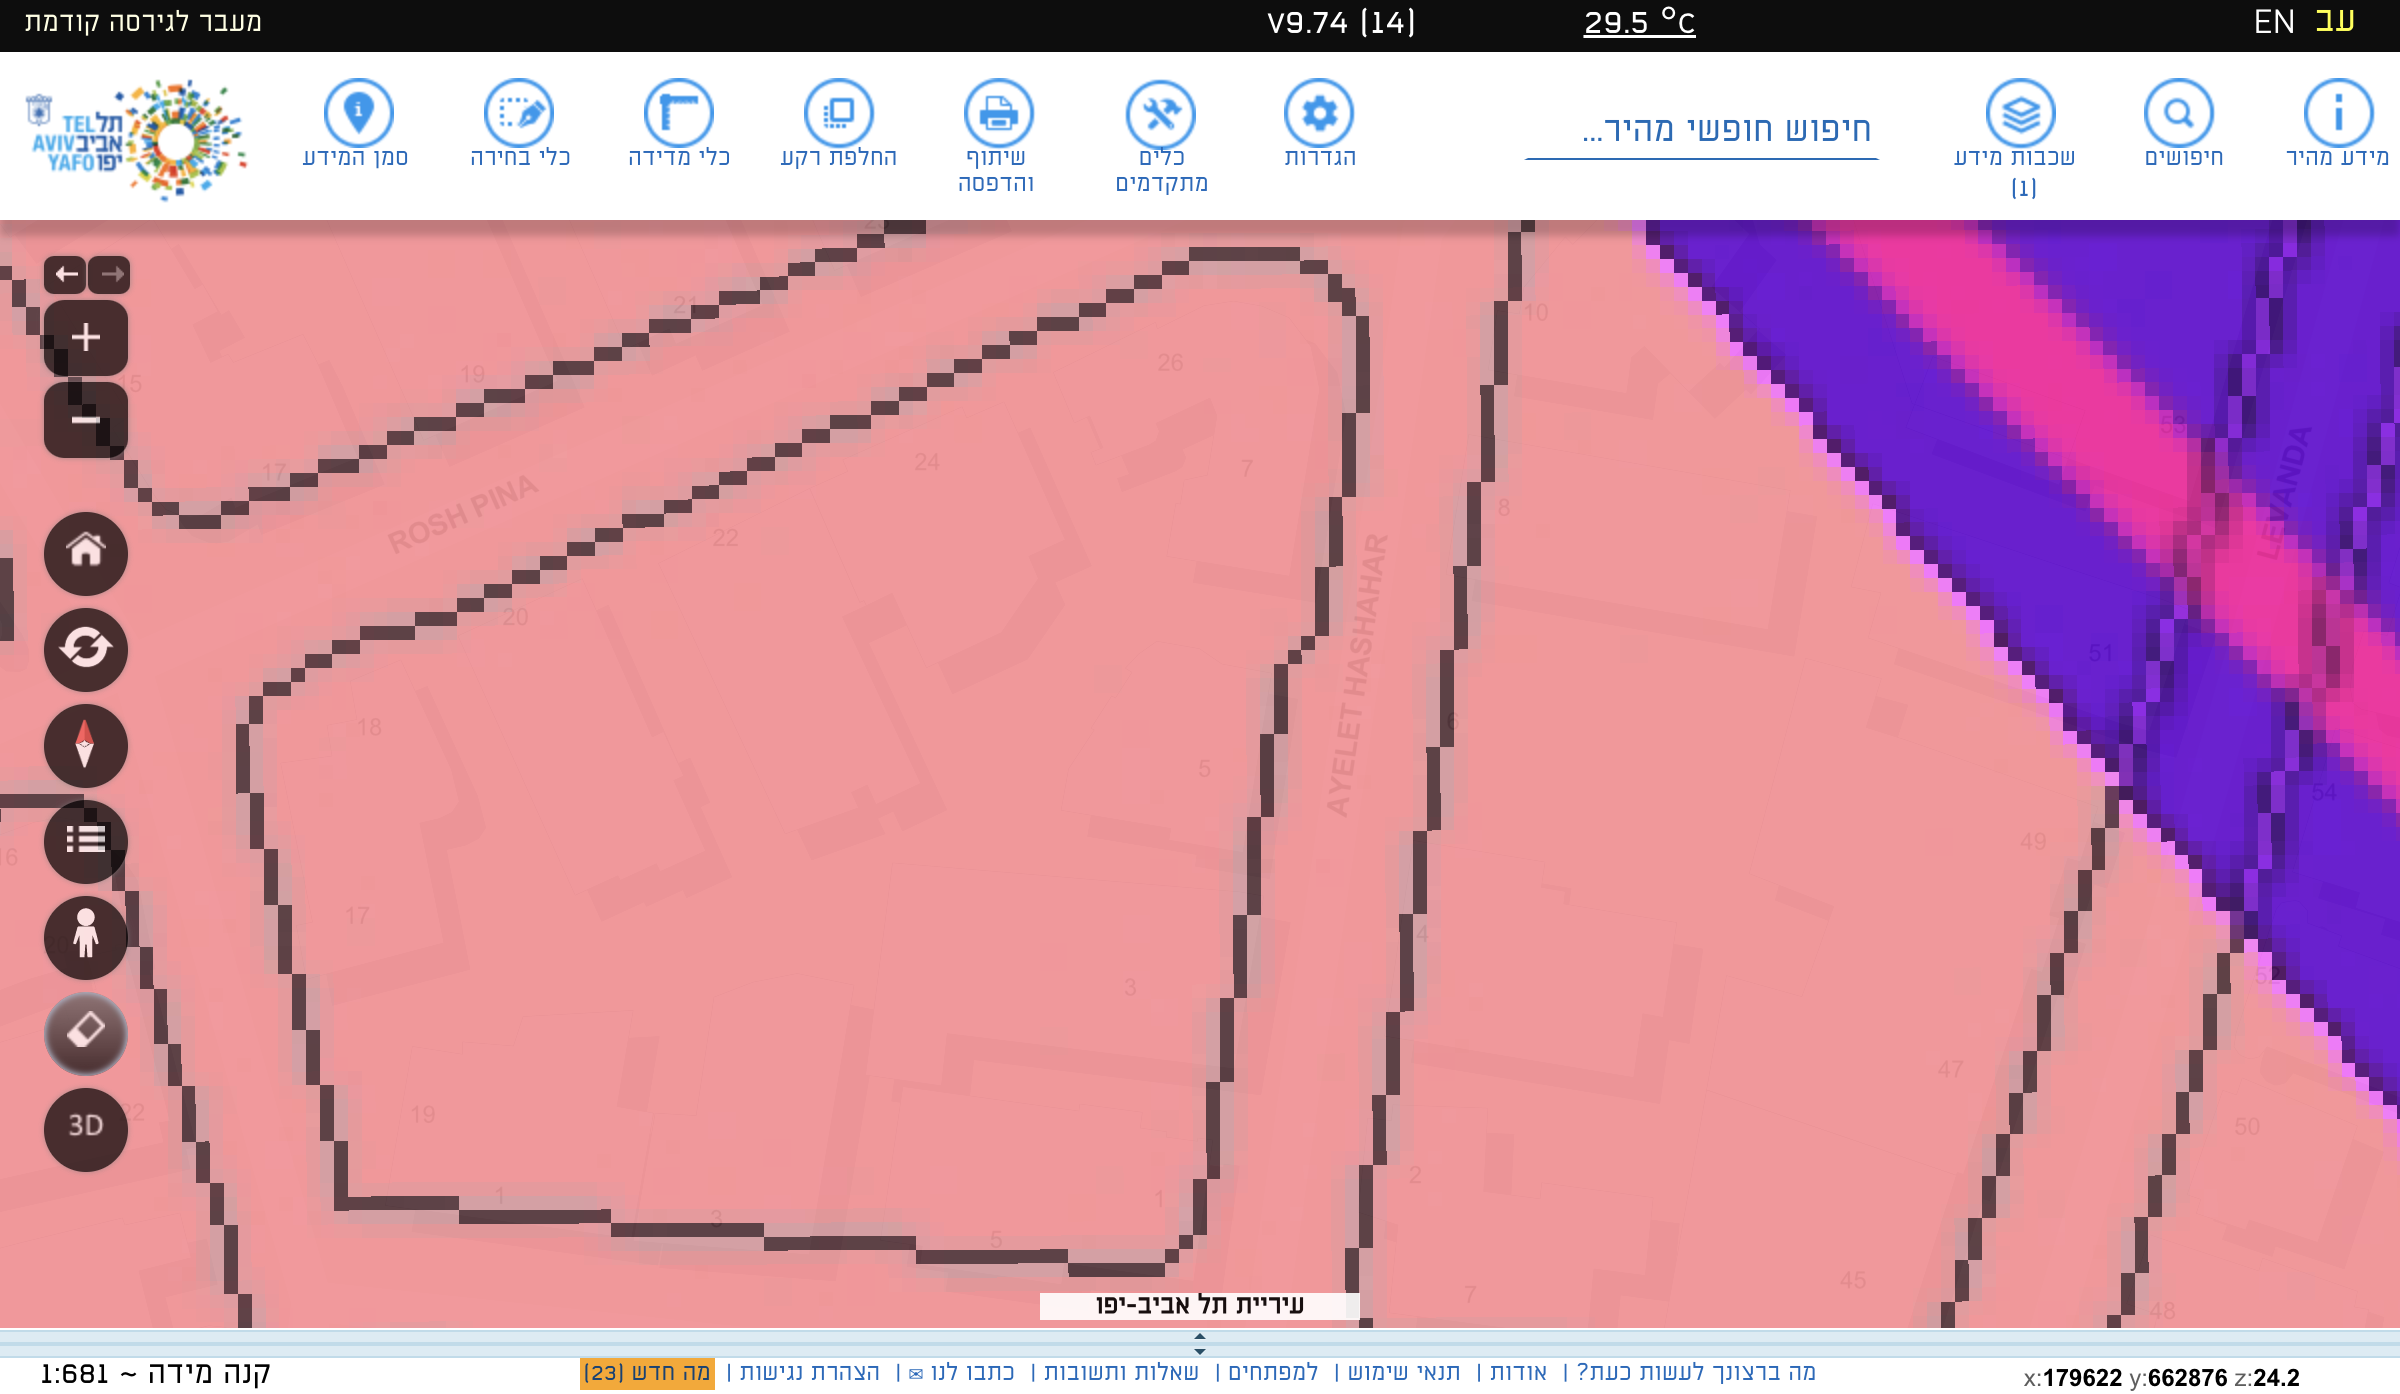 מעבר לגירסה קודמת
V9.74 (14)
29.5 °C
EN עב
תל אביב יפו
TEL AVIV YAFO
סמן המידע
כלי בחירה
כלי מדידה
החלפת רקע
שיתוף והדפסה
כלים מתקדמים
הגדרות
חיפוש חופשי מהיר...
שכבות מידע (1)
חיפושים
מידע מהיר
23
21
10
19
15
26
53
17
24
7
8
ROSH PINA
22
LEVANDA
20
AYELET HASHAHAR
51
18
6
5
54
49
16
17
4
3
52
47
22
19
50
2
1
3
1
5
45
7
48
3D
עיריית תל אביב-יפו
קנה מידה ~ 1:681
מה ברצונך לעשות כעת? | אודות | תנאי שימוש | למפתחים | שאלות ותשובות | כתבו לנו ✉ | הצהרת נגישות | מה חדש (23)
x:179622 y:662876 z:24.2